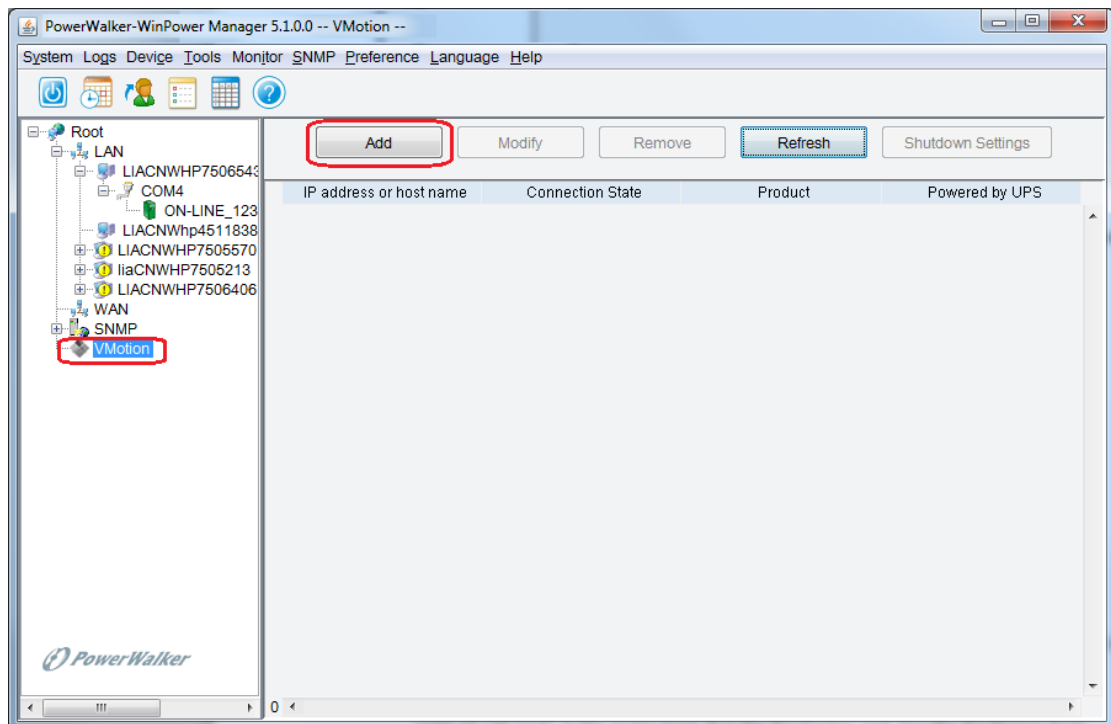 PowerWalker-WinPower Manager 5.1.0.0 -- VMotion --
System Logs Device Tools Monitor SNMP Preference Language Help
Add Modify Remove Refresh Shutdown Settings
IP address or host name Connection State Product Powered by UPS
Root
LAN
LIACNWHP7506543
COM4
ON-LINE_123
LIACNWhp4511838
LIACNWHP7505570
liaCNWHP7505213
LIACNWHP7506406
WAN
SNMP
VMotion
PowerWalker
0